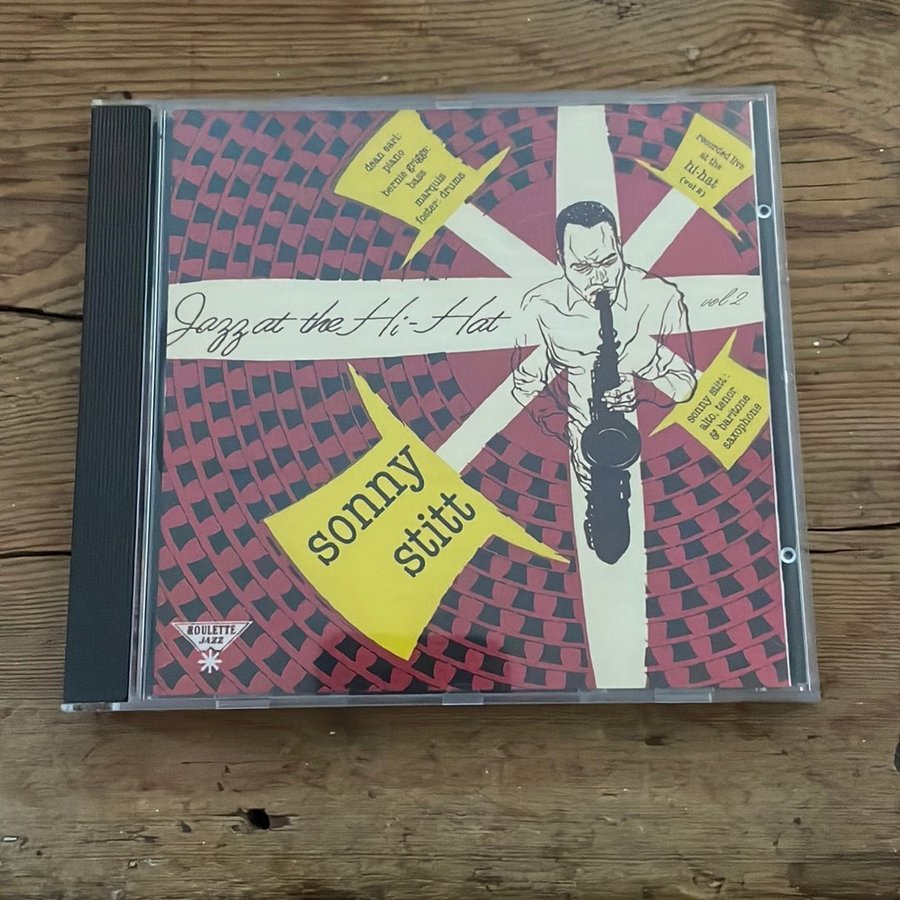 dean earl:
piano
bernie griggs:
bass
marquis
foster: drums
recorded live
at the
hi-hat
(vol 2)
Jazz at the Hi-Hat
vol 2
sonny stitt:
alto, tenor
& baritone
saxophone
sonny
stitt
ROULETTE
JAZZ